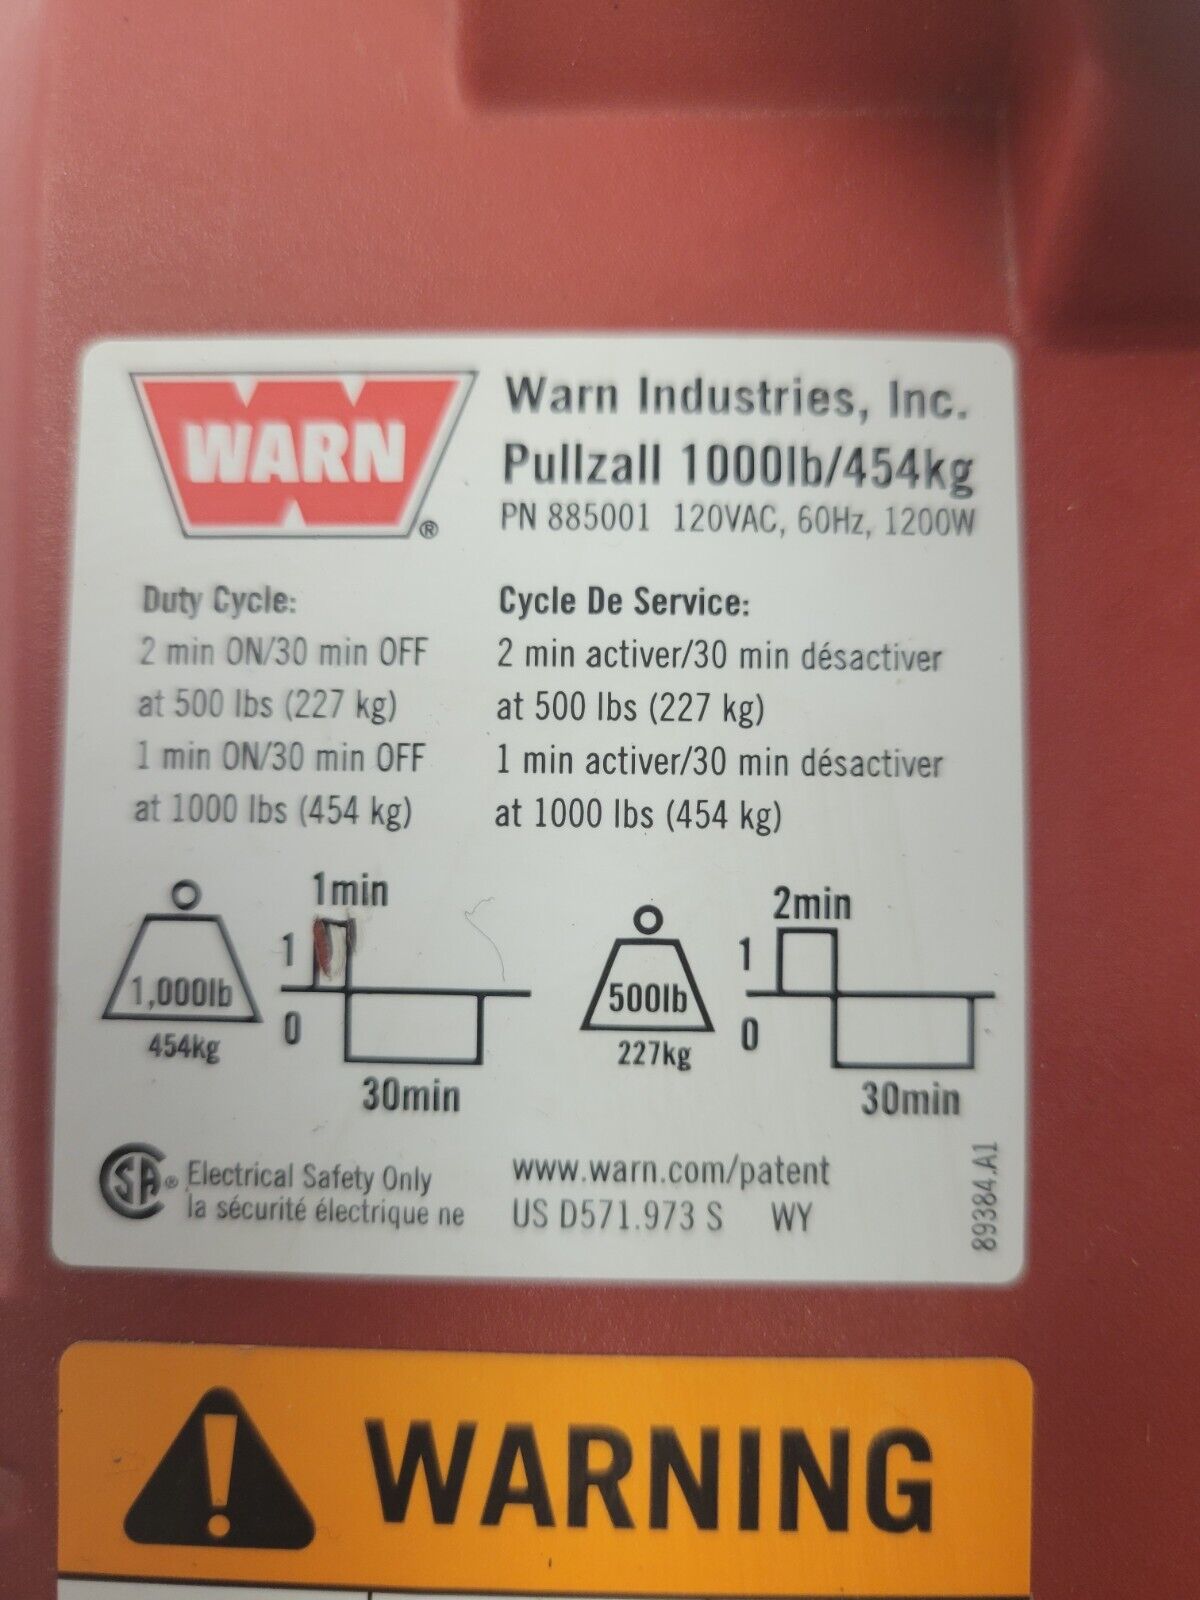 WARN®
Warn Industries, Inc.
Pullzall 1000lb/454kg
PN 885001 120VAC, 60Hz, 1200W
Duty Cycle:
2 min ON/30 min OFF
at 500 lbs (227 kg)
1 min ON/30 min OFF
at 1000 lbs (454 kg)
Cycle De Service:
2 min activer/30 min désactiver
at 500 lbs (227 kg)
1 min activer/30 min désactiver
at 1000 lbs (454 kg)
1,000lb
454kg
1min
1
0
30min
500lb
227kg
2min
1
0
30min
CSA® Electrical Safety Only
la sécurité électrique ne
www.warn.com/patent
US D571.973 S WY
89384.A1
WARNING